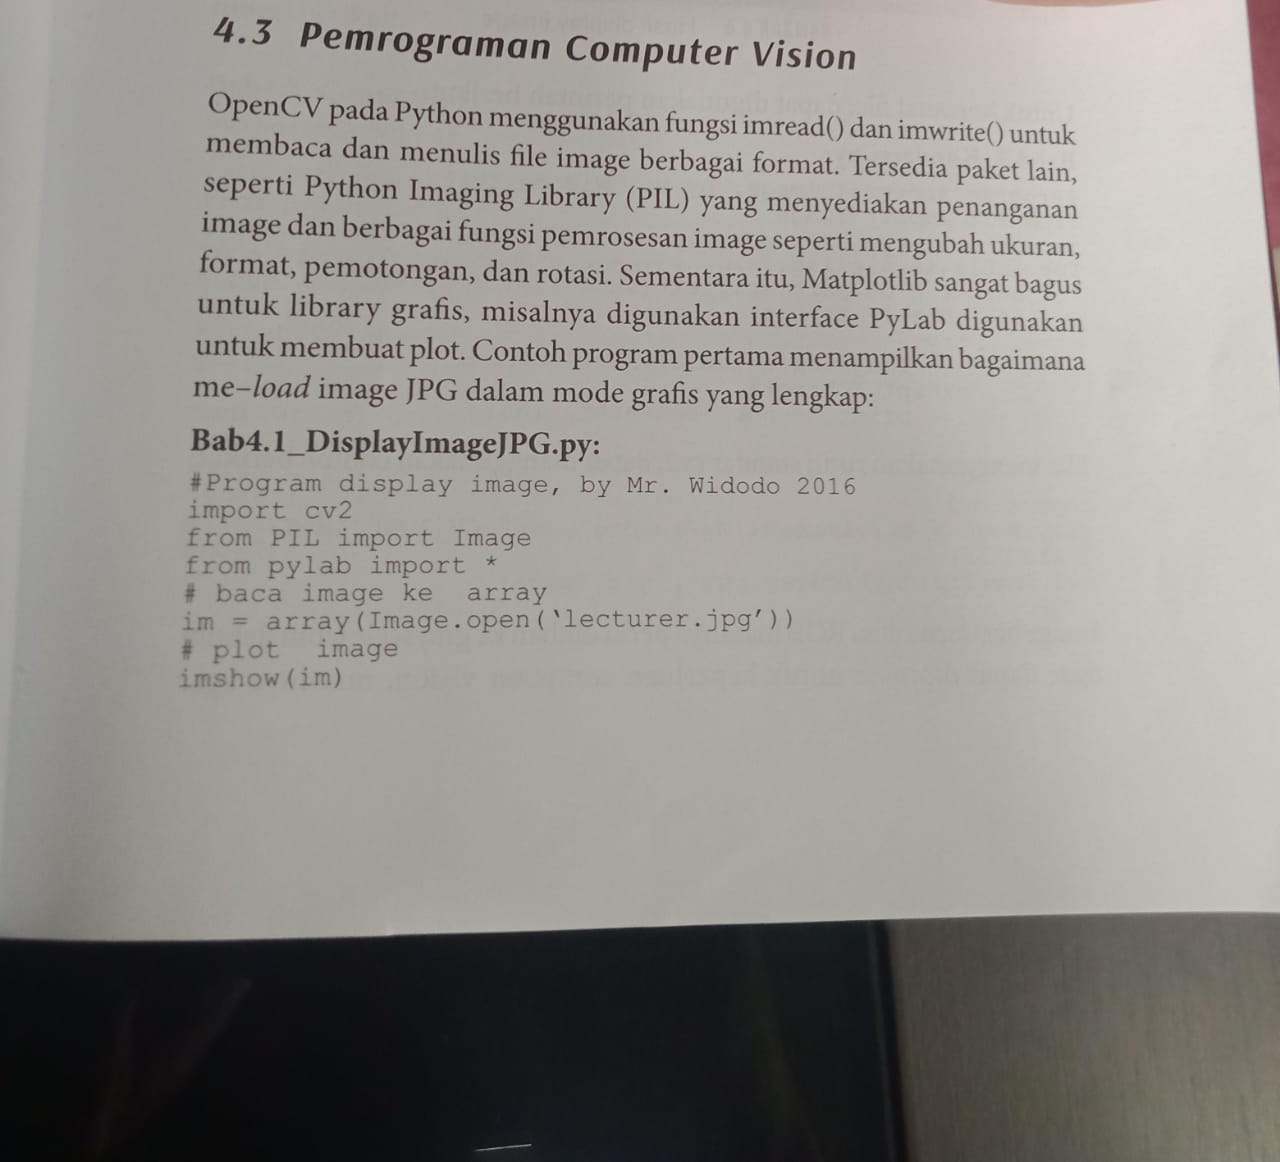 4.3 Pemrograman Computer Vision
OpenCV pada Python menggunakan fungsi imread() dan imwrite() untuk
membaca dan menulis file image berbagai format. Tersedia paket lain,
seperti Python Imaging Library (PIL) yang menyediakan penanganan
image dan berbagai fungsi pemrosesan image seperti mengubah ukuran,
format, pemotongan, dan rotasi. Sementara itu, Matplotlib sangat bagus
untuk library grafis, misalnya digunakan interface PyLab digunakan
untuk membuat plot. Contoh program pertama menampilkan bagaimana
me–load image JPG dalam mode grafis yang lengkap:
Bab4.1_DisplayImageJPG.py:
#Program display image, by Mr. Widodo 2016
import cv2
from PIL import Image
from pylab import *
# baca image ke  array
im = array(Image.open(‘lecturer.jpg’))
# plot  image
imshow(im)